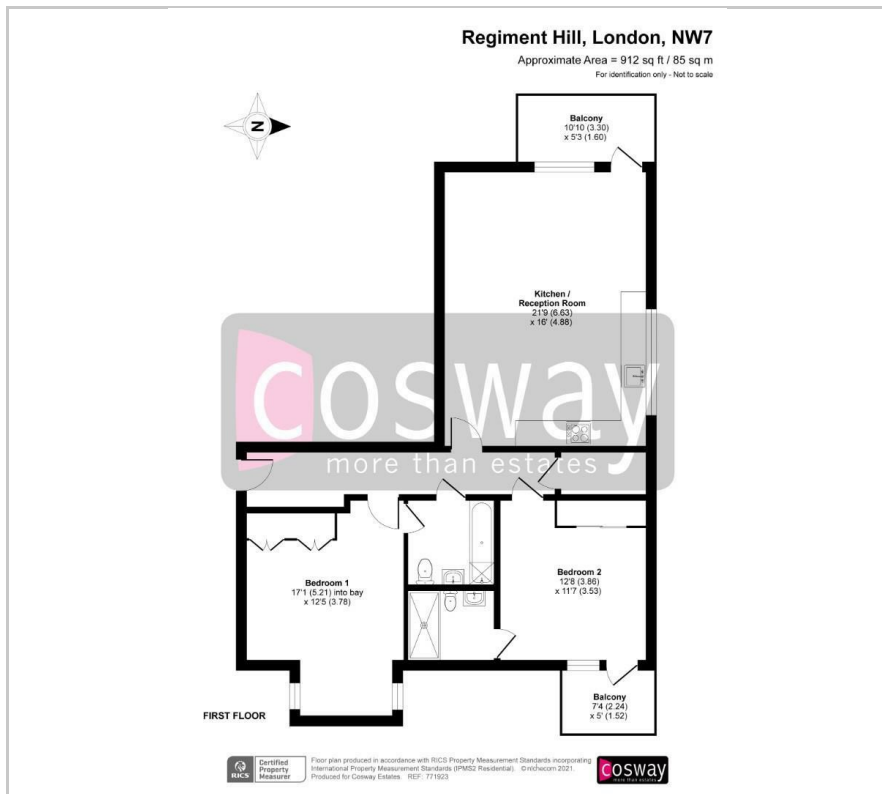 Regiment Hill, London, NW7
Approximate Area = 912 sq ft / 85 sq m
For identification only - Not to scale
N
Balcony
10'10 (3.30)
x 5'3 (1.60)
Kitchen /
Reception Room
21'9 (6.63)
x 16' (4.88)
cosway
more than estates
Bedroom 1
17'1 (5.21) into bay
x 12'5 (3.78)
Bedroom 2
12'8 (3.86)
x 11'7 (3.53)
Balcony
7'4 (2.24)
x 5' (1.52)
FIRST FLOOR
RICS
Certified
Property
Measurer
Floor plan produced in accordance with RICS Property Measurement Standards incorporating
International Property Measurement Standards (IPMS2 Residential). ©nichecom 2021.
Produced for Cosway Estates. REF: 771923
cosway
more than estates